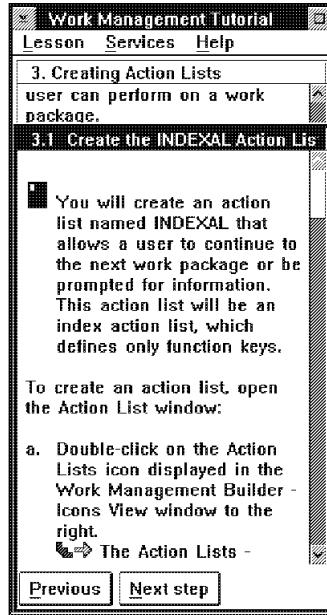 Work Management Tutorial
Lesson Services Help
3. Creating Action Lists
user can perform on a work
package.
3.1 Create the INDEXAL Action Lis
You will create an action
list named INDEXAL that
allows a user to continue to
the next work package or be
prompted for information.
This action list will be an
index action list, which
defines only function keys.
To create an action list, open
the Action List window:
a. Double-click on the Action
Lists icon displayed in the
Work Management Builder -
Icons View window to the
right.
The Action Lists -
Previous Next step